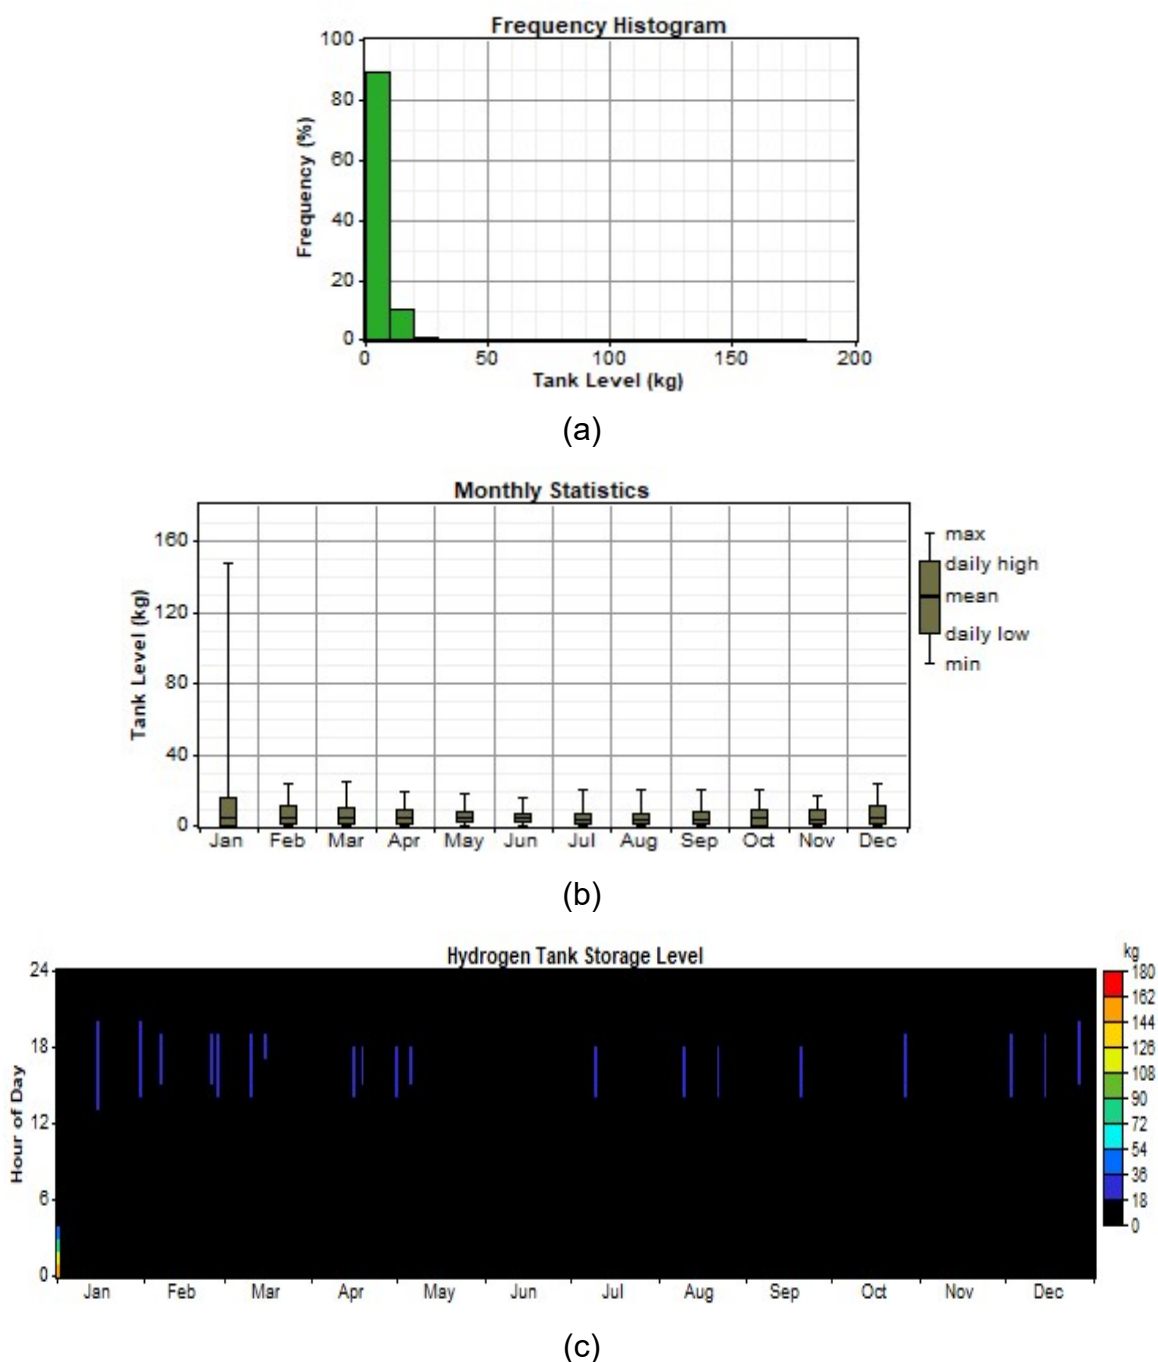 Frequency Histogram
100
80
60
40
20
0
Frequency (%)
0 50 100 150 200
Tank Level (kg)
(a)
Monthly Statistics
160
120
80
40
0
Tank Level (kg)
Jan Feb Mar Apr May Jun Jul Aug Sep Oct Nov Dec
max
daily high
mean
daily low
min
(b)
Hydrogen Tank Storage Level
24
18
12
6
0
Hour of Day
Jan Feb Mar Apr May Jun Jul Aug Sep Oct Nov Dec
kg
180
162
144
126
108
90
72
54
36
18
0
(c)